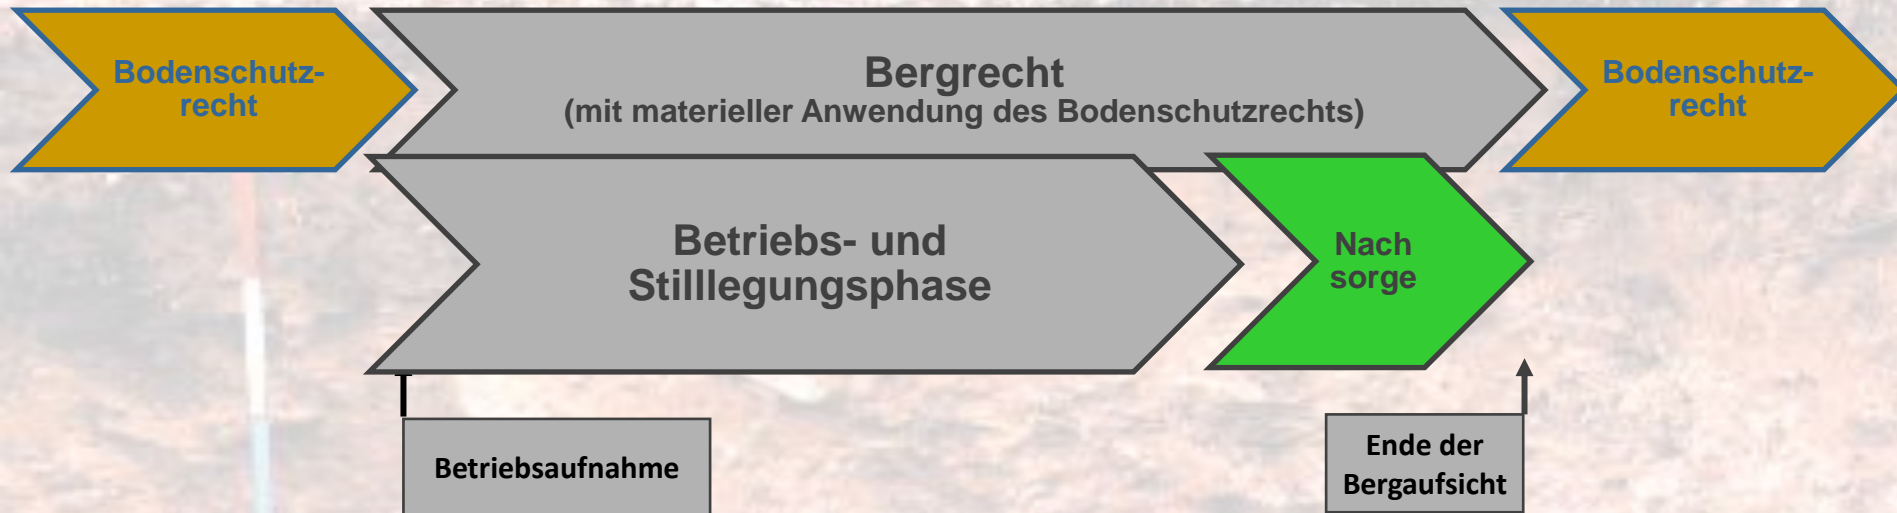 Bodenschutz-
recht
Bergrecht
(mit materieller Anwendung des Bodenschutzrechts)
Bodenschutz-
recht
Betriebs- und
Stilllegungsphase
Nach
sorge
Betriebsaufnahme
Ende der
Bergaufsicht